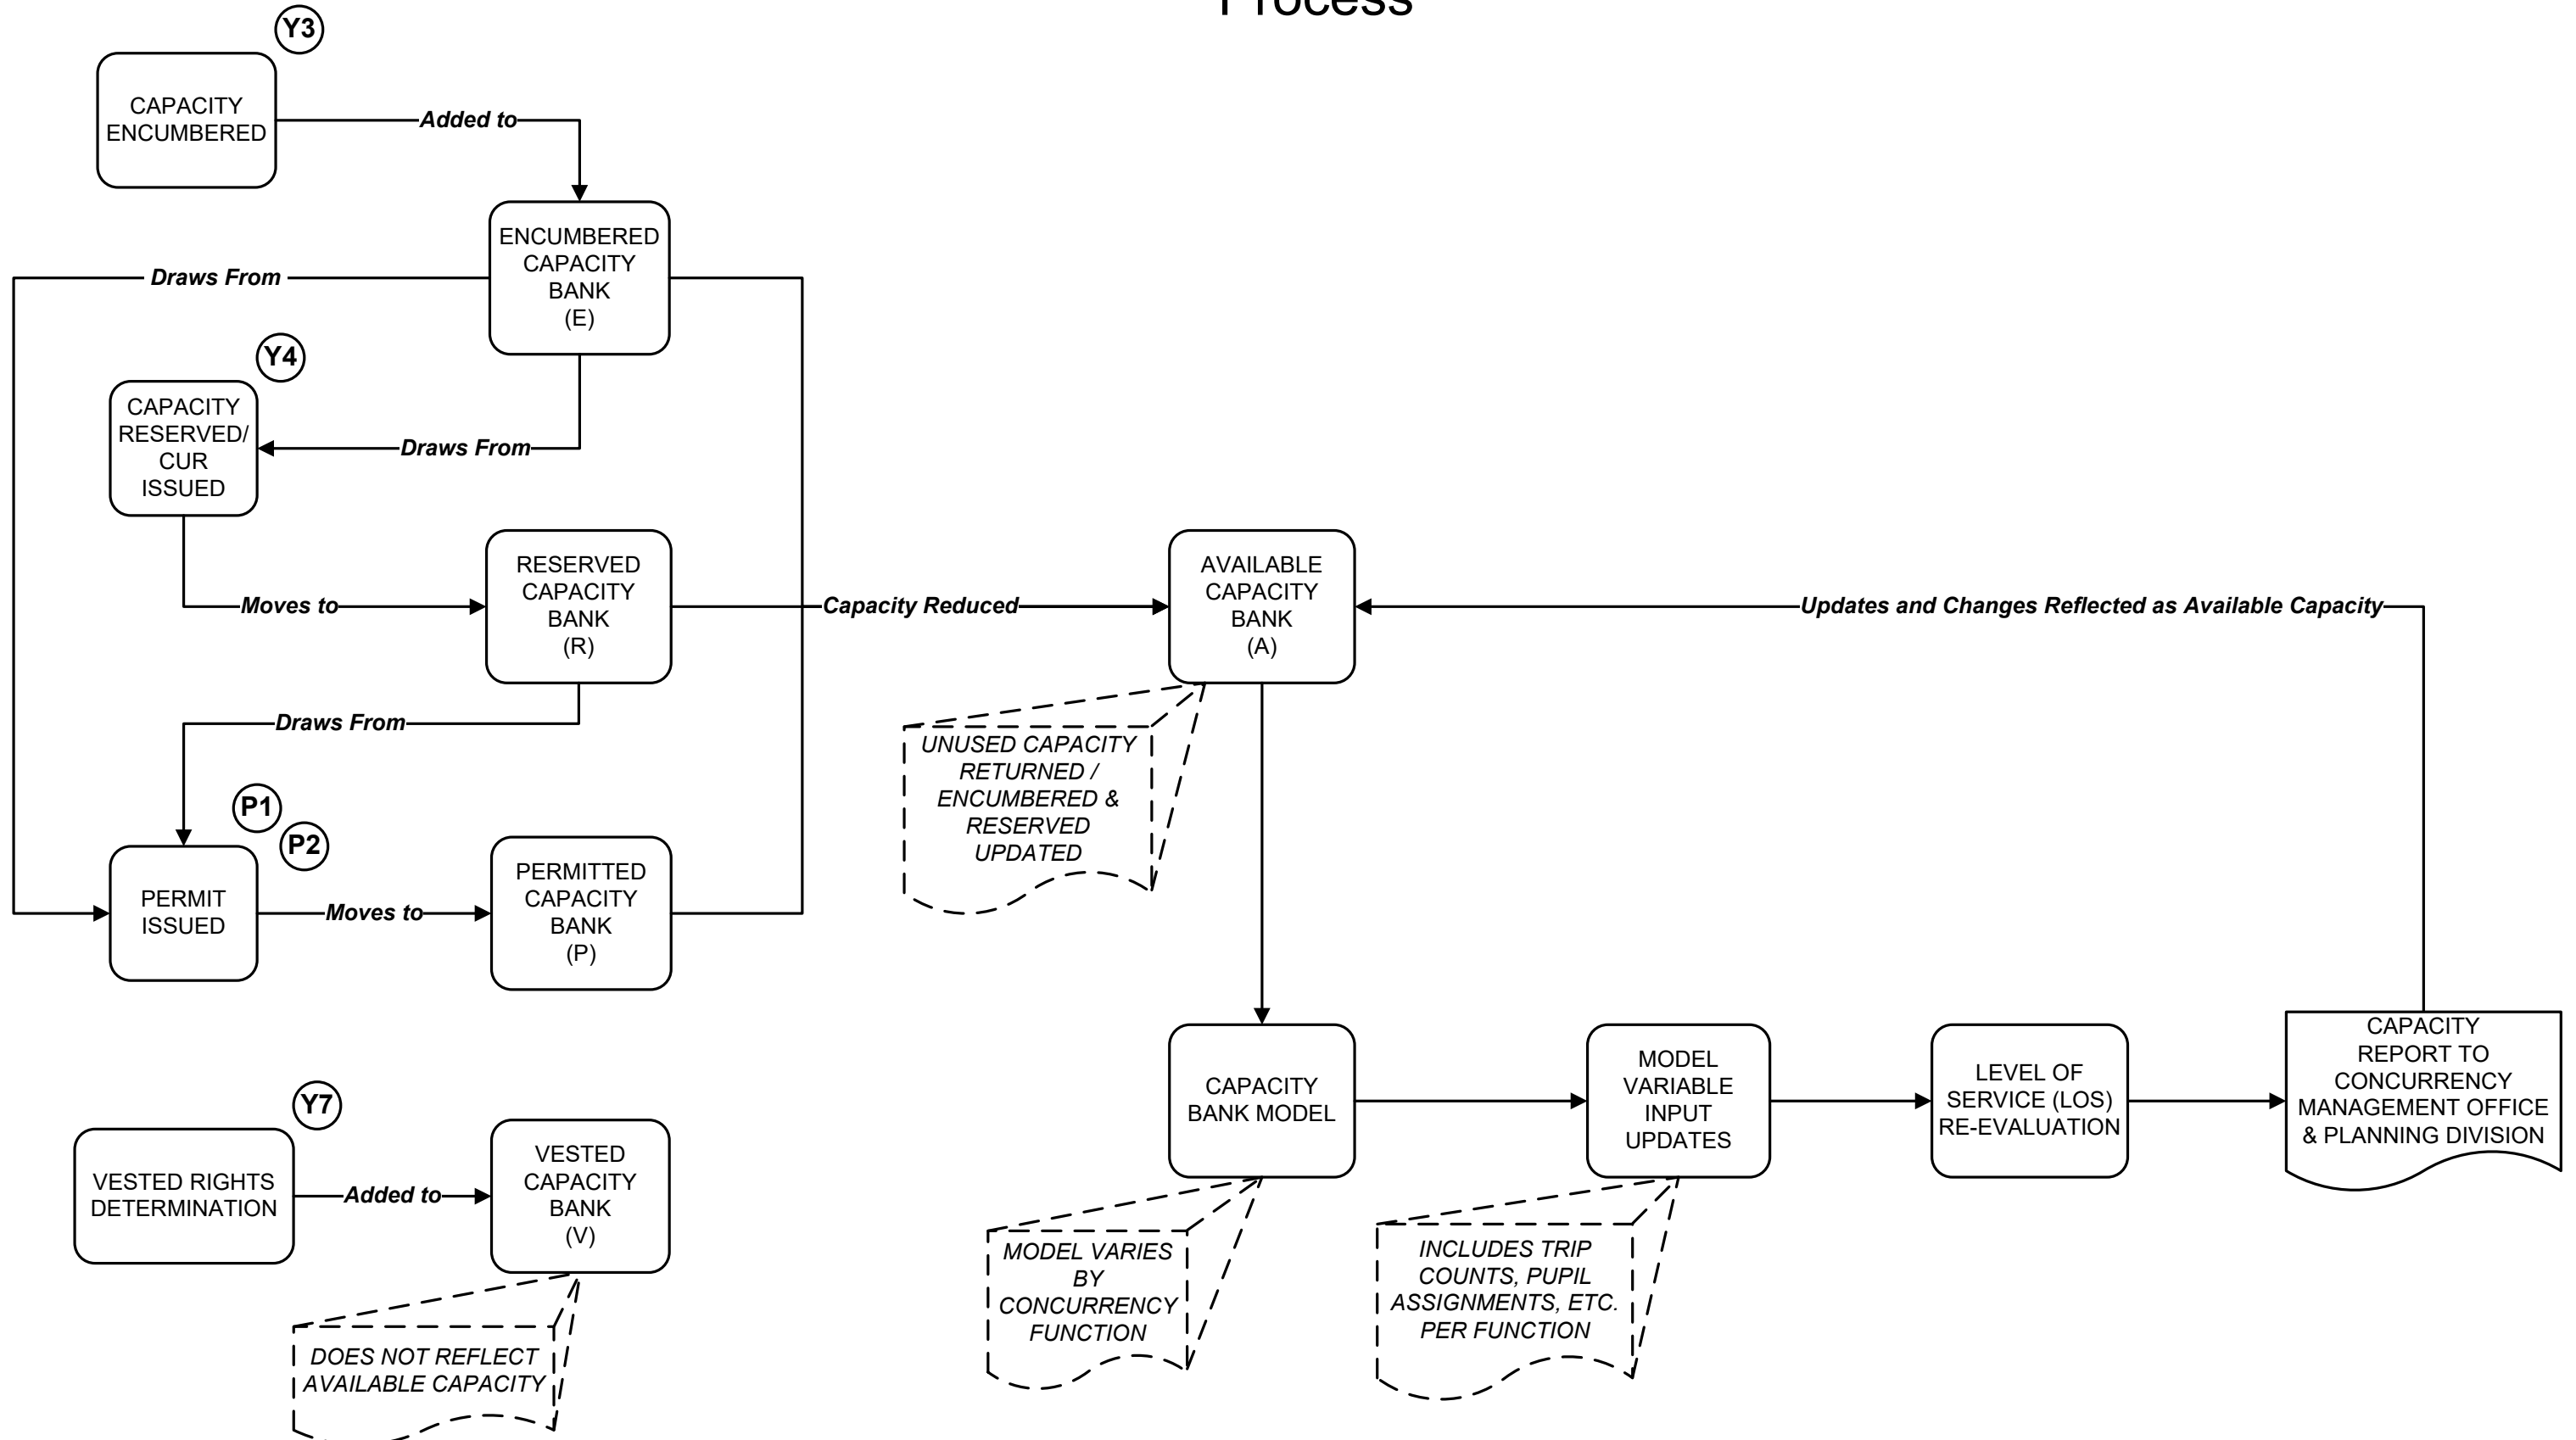 Process
Y3
CAPACITY
ENCUMBERED
Added to
ENCUMBERED
CAPACITY
BANK
(E)
Draws From
Y4
CAPACITY
RESERVED/
CUR
ISSUED
Draws From
Moves to
RESERVED
CAPACITY
BANK
(R)
Capacity Reduced
AVAILABLE
CAPACITY
BANK
(A)
Updates and Changes Reflected as Available Capacity
UNUSED CAPACITY
RETURNED /
ENCUMBERED &
RESERVED
UPDATED
Draws From
P1
P2
PERMIT
ISSUED
Moves to
PERMITTED
CAPACITY
BANK
(P)
Y7
VESTED RIGHTS
DETERMINATION
Added to
VESTED
CAPACITY
BANK
(V)
DOES NOT REFLECT
AVAILABLE CAPACITY
CAPACITY
BANK MODEL
MODEL VARIES
BY
CONCURRENCY
FUNCTION
MODEL
VARIABLE
INPUT
UPDATES
INCLUDES TRIP
COUNTS, PUPIL
ASSIGNMENTS, ETC.
PER FUNCTION
LEVEL OF
SERVICE (LOS)
RE-EVALUATION
CAPACITY
REPORT TO
CONCURRENCY
MANAGEMENT OFFICE
& PLANNING DIVISION